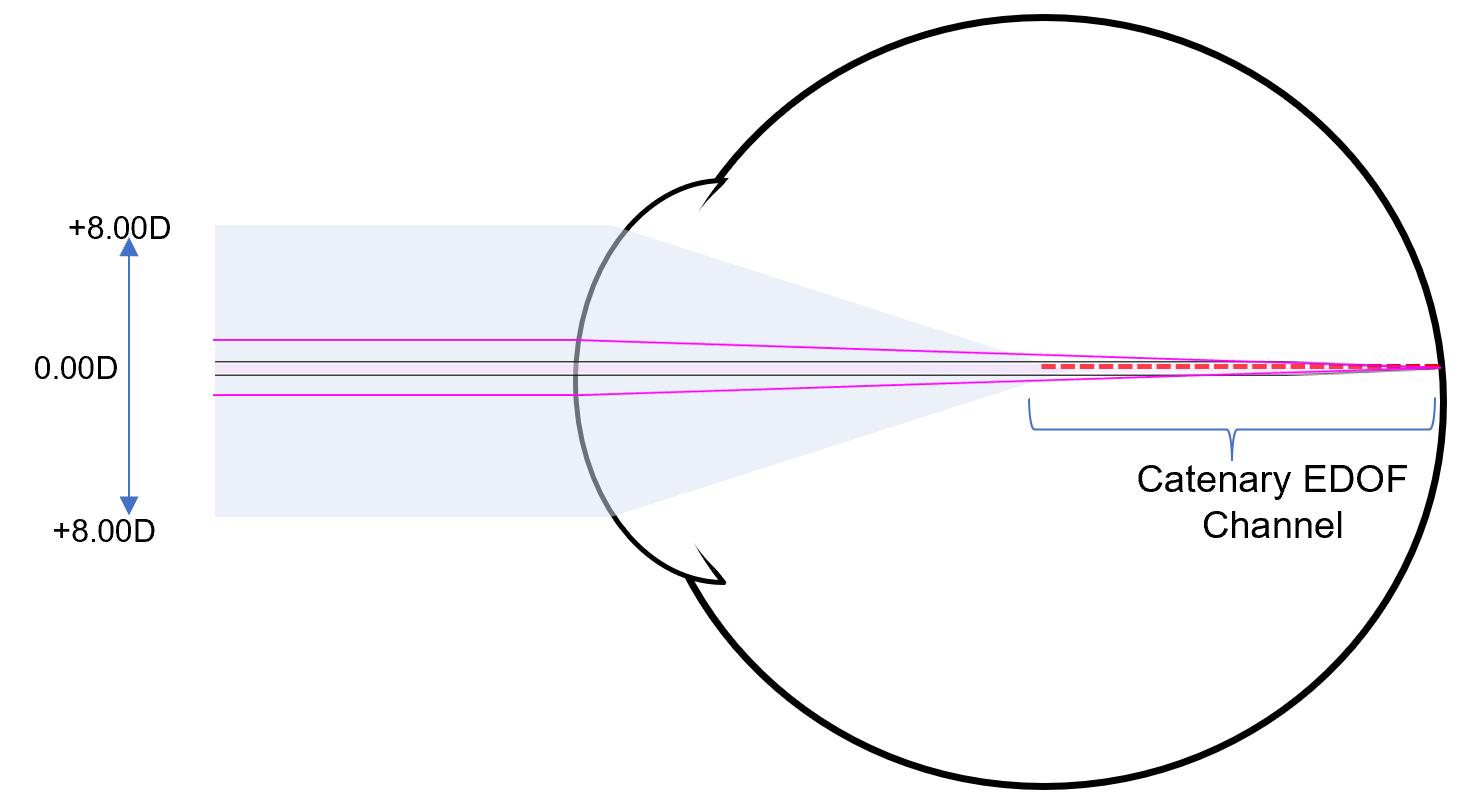 +8.00D
0.00D
+8.00D
Catenary EDOF
Channel